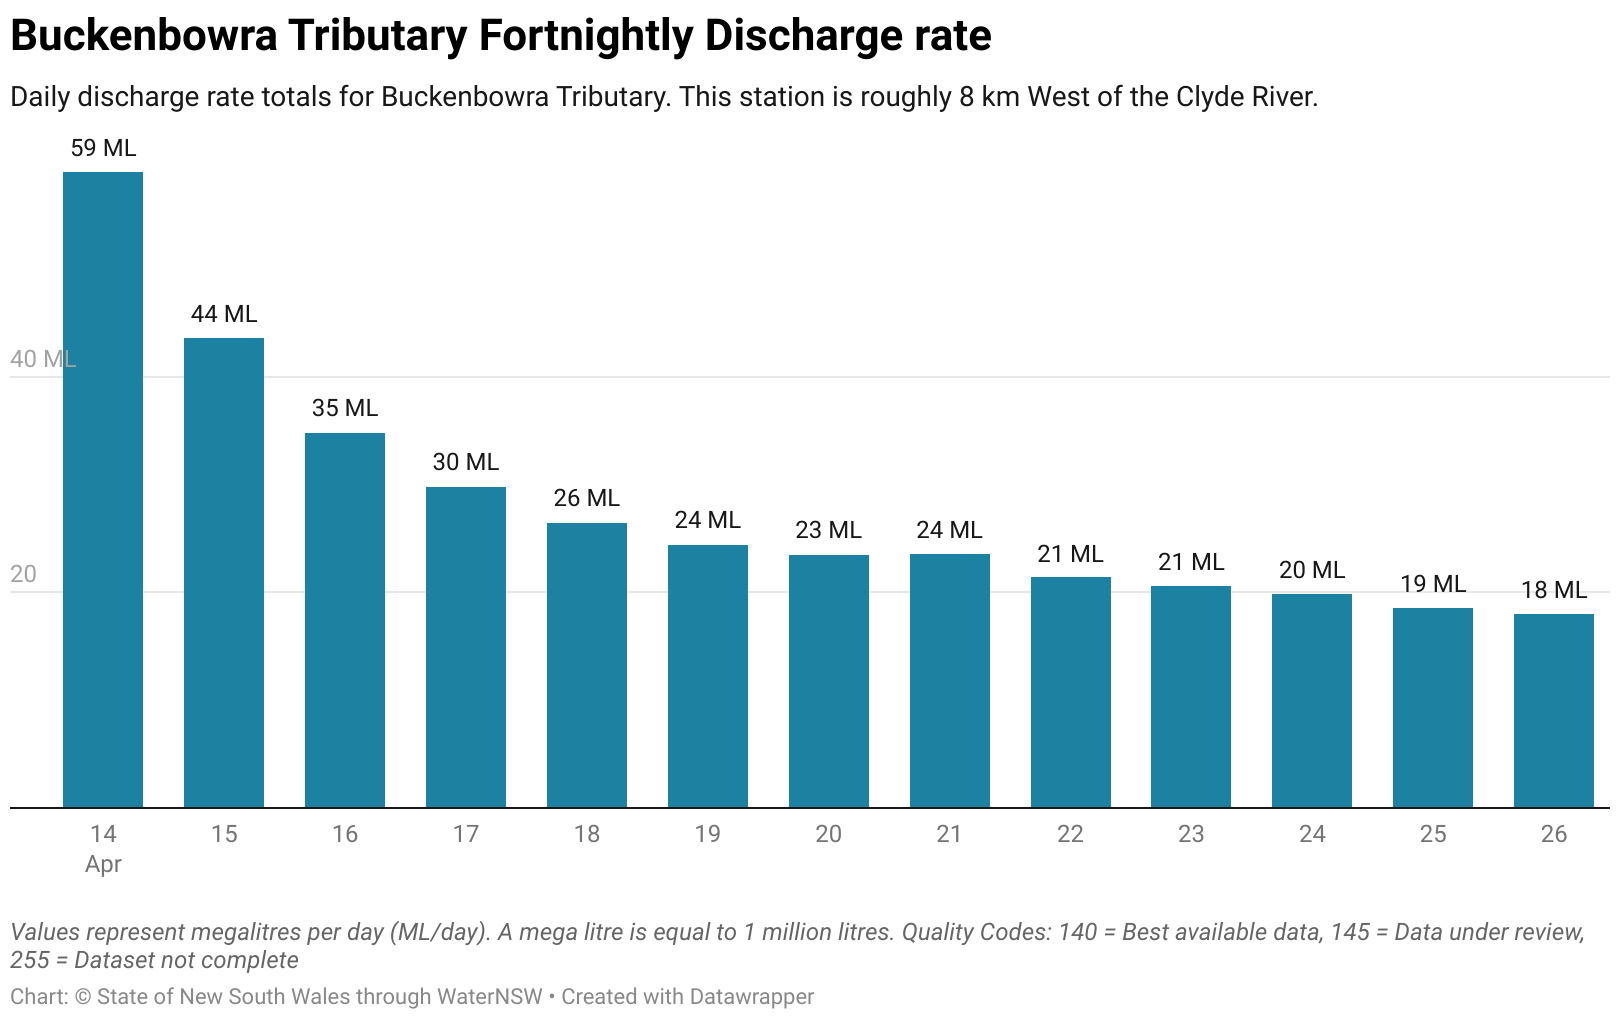 Buckenbowra Tributary Fortnightly Discharge rate
Daily discharge rate totals for Buckenbowra Tributary. This station is roughly 8 km West of the Clyde River.
59 ML
44 ML
40 ML
35 ML
30 ML
26 ML
24 ML
23 ML
24 ML
21 ML
21 ML
20 ML
19 ML
18 ML
20
14 15 16 17 18 19 20 21 22 23 24 25 26
Apr
Values represent megalitres per day (ML/day). A mega litre is equal to 1 million litres. Quality Codes: 140 = Best available data, 145 = Data under review,
255 = Dataset not complete
Chart: © State of New South Wales through WaterNSW • Created with Datawrapper